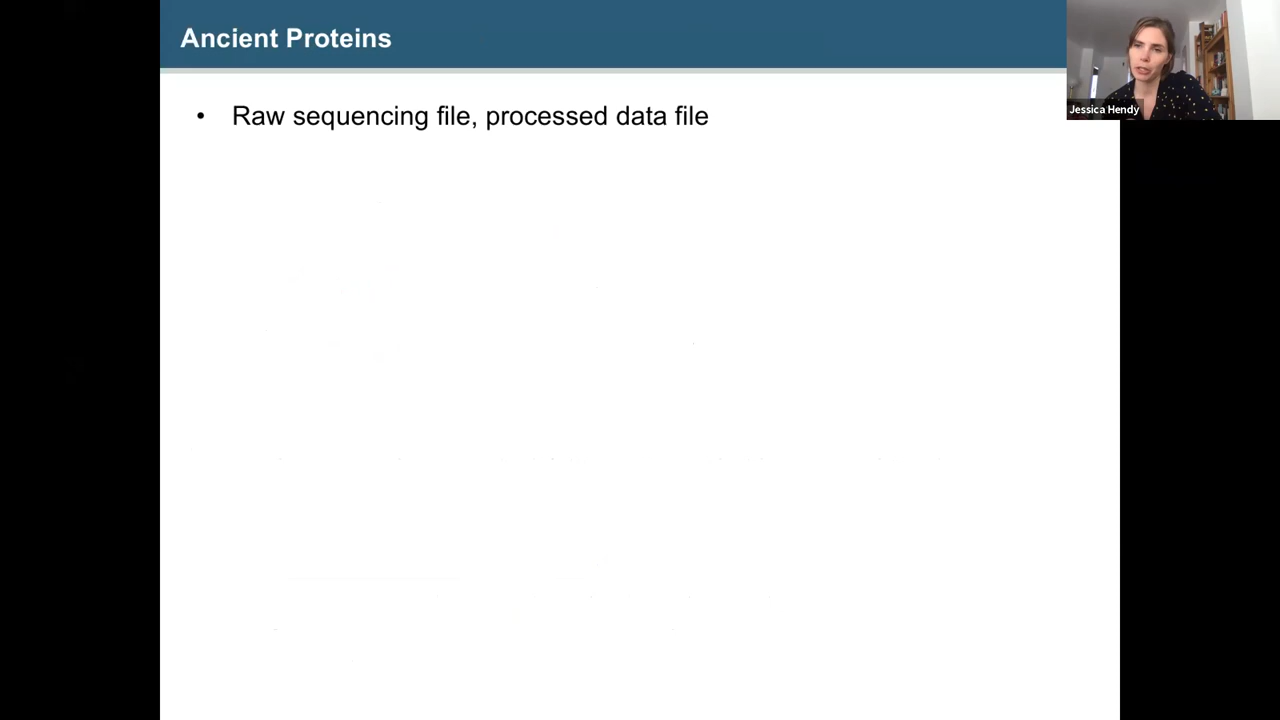 Ancient Proteins
Jessica Hendy
• Raw sequencing file, processed data file